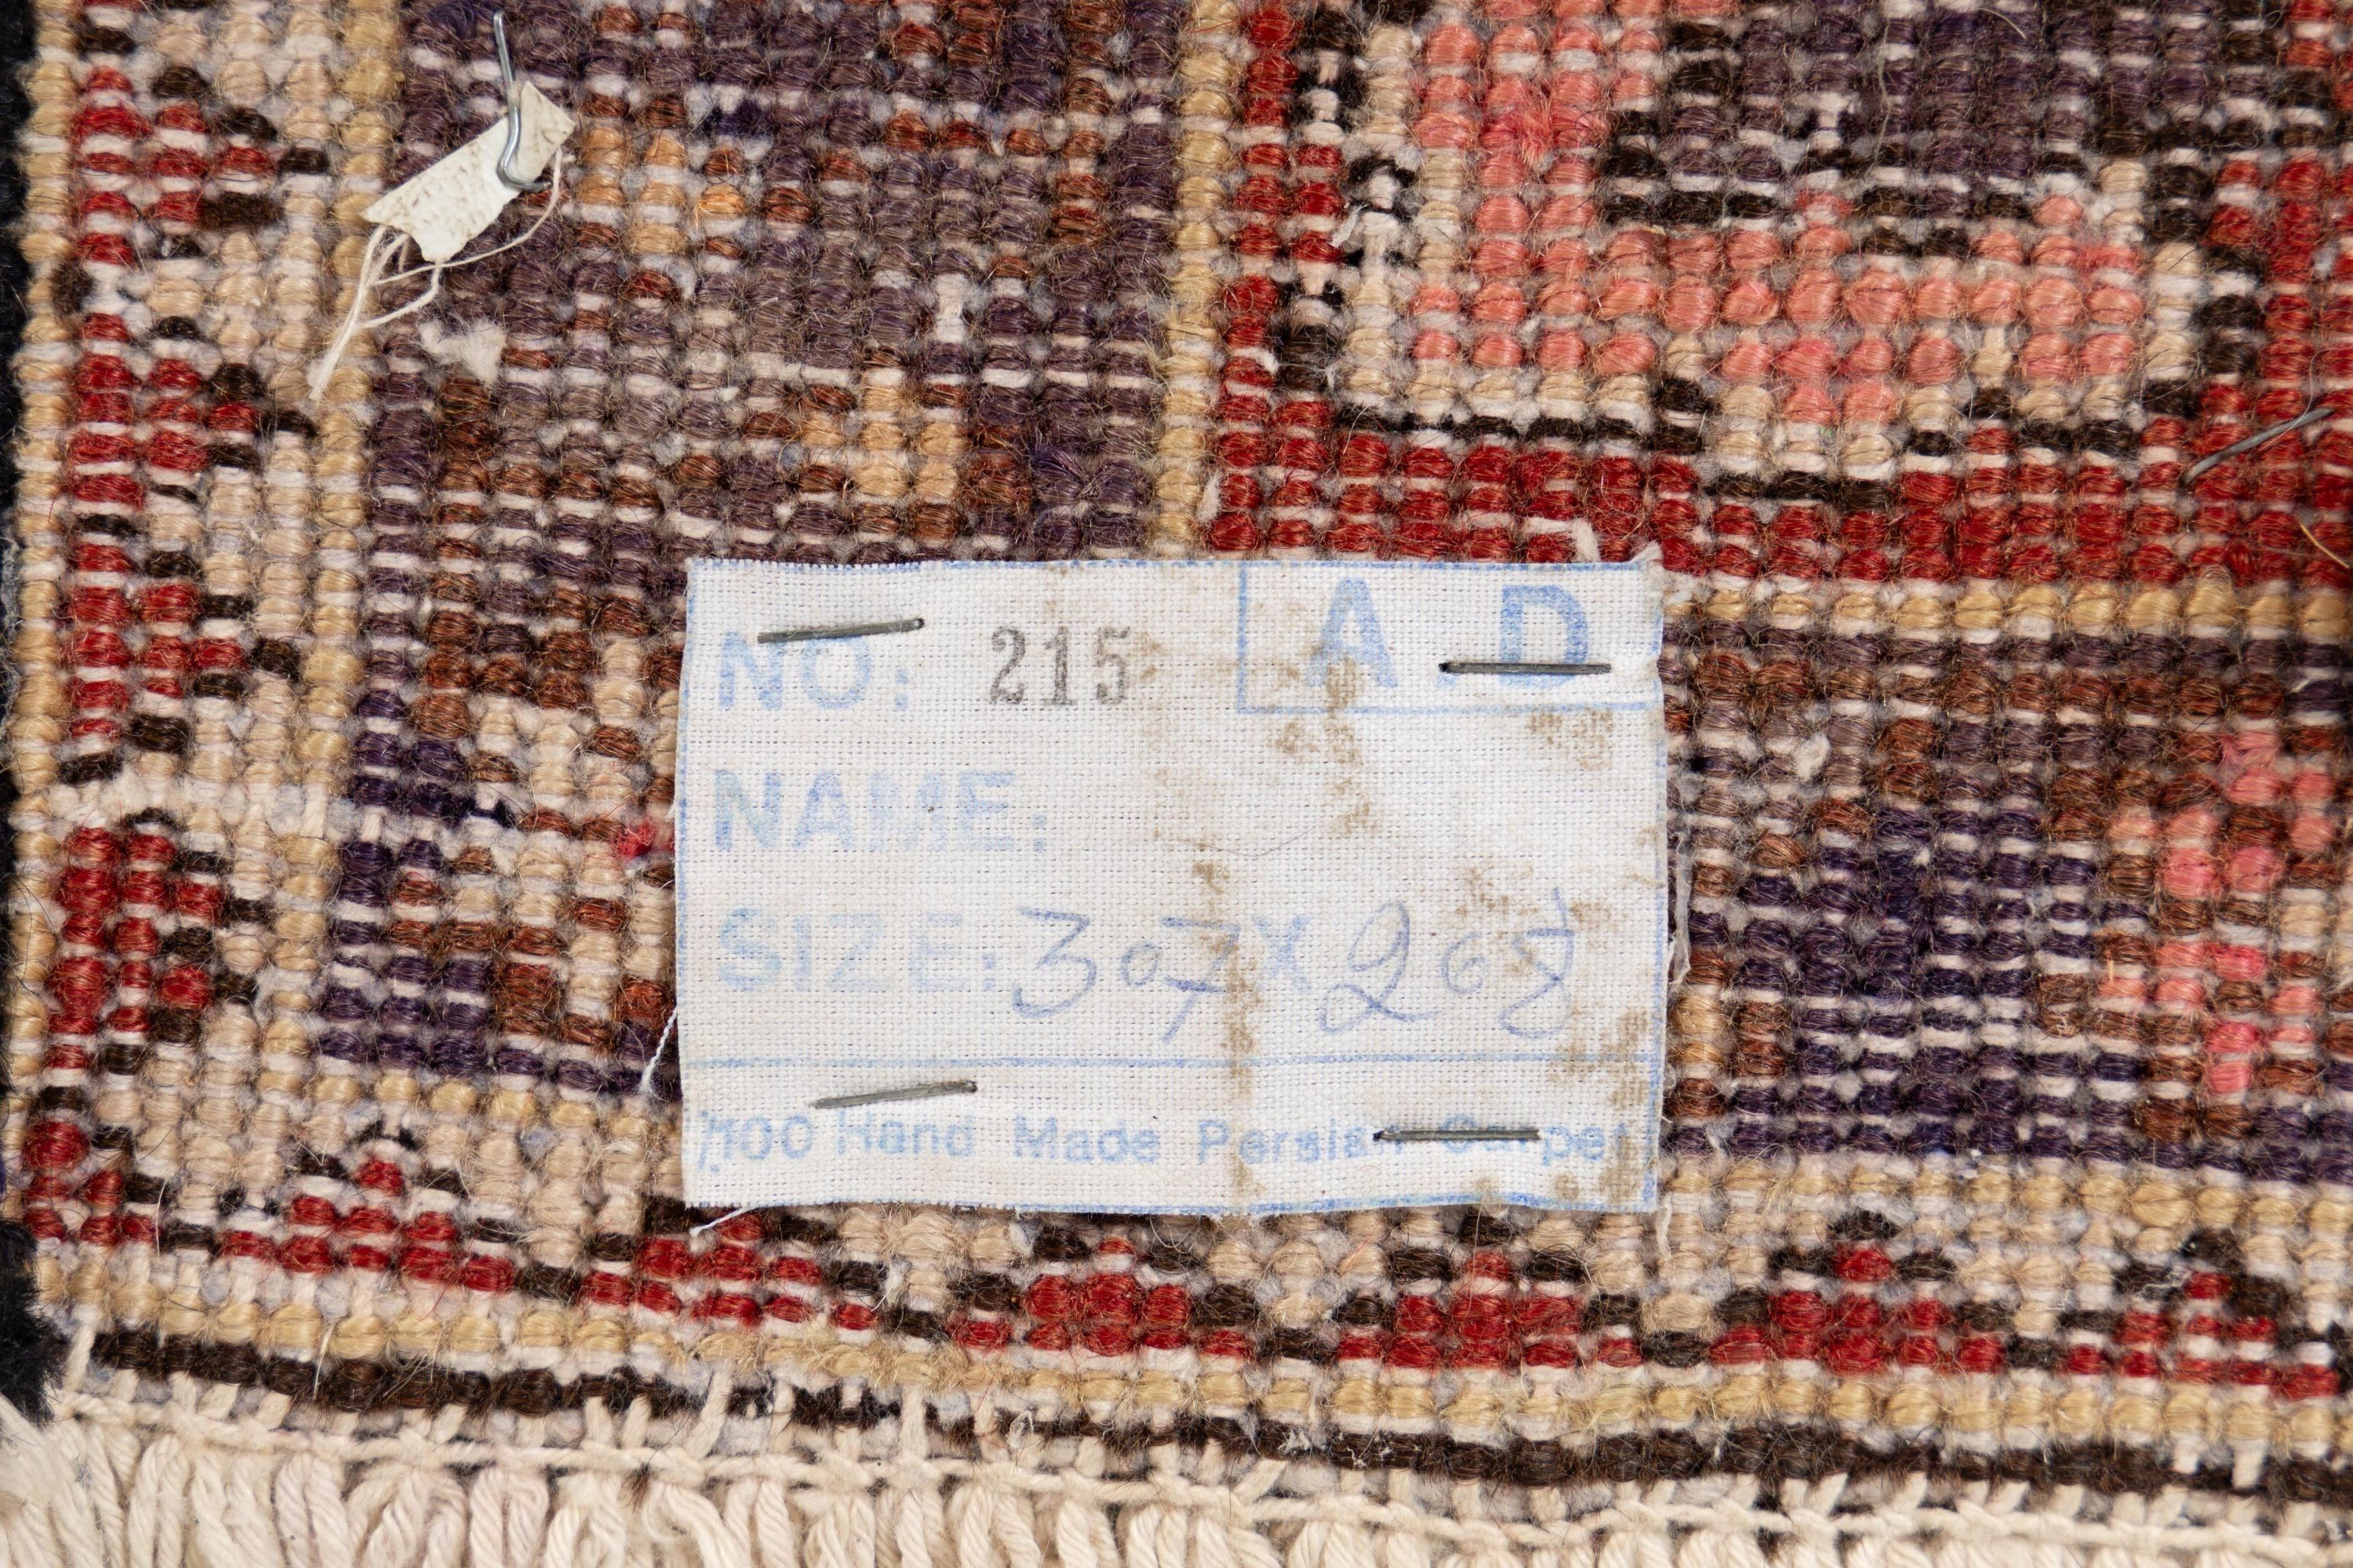 NO: 215 A.D
NAME:
SIZE: 307 x 208
%100 Hand Made Persian Carpet